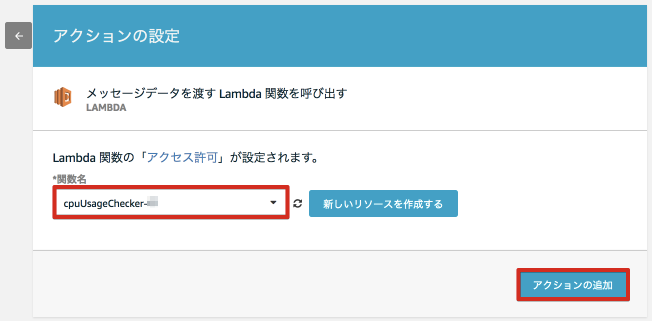 アクションの設定
メッセージデータを渡す Lambda 関数を呼び出す
LAMBDA
Lambda 関数の「アクセス許可」が設定されます。
*関数名
cpuUsageChecker-
新しいリソースを作成する
アクションの追加